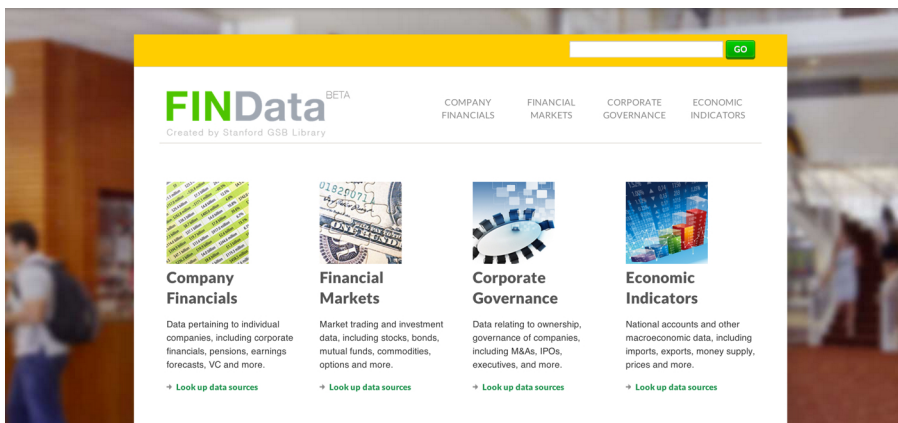 GO
FINData BETA
Created by Stanford GSB Library
COMPANY
FINANCIALS
FINANCIAL
MARKETS
CORPORATE
GOVERNANCE
ECONOMIC
INDICATORS
Company
Financials
Data pertaining to individual
companies, including corporate
financials, pensions, earnings
forecasts, VC and more.
→ Look up data sources
Financial
Markets
Market trading and investment
data, including stocks, bonds,
mutual funds, commodities,
options and more.
→ Look up data sources
Corporate
Governance
Data relating to ownership,
governance of companies,
including M&As, IPOs,
executives, and more.
→ Look up data sources
Economic
Indicators
National accounts and other
macroeconomic data, including
imports, exports, money supply,
prices and more.
→ Look up data sources